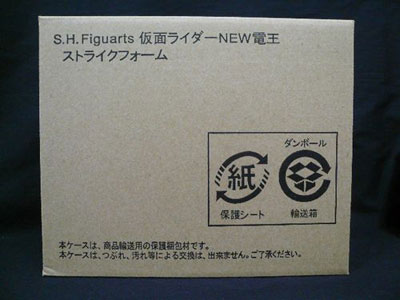 S.H.Figuarts 仮面ライダーNEW電王
ストライクフォーム
紙
保護シート
ダンボール
輸送箱
本ケースは、商品輸送用の保護箱包材です。
本ケースは、つぶれ、汚れ等による交換は、出来ません。ご了承ください。